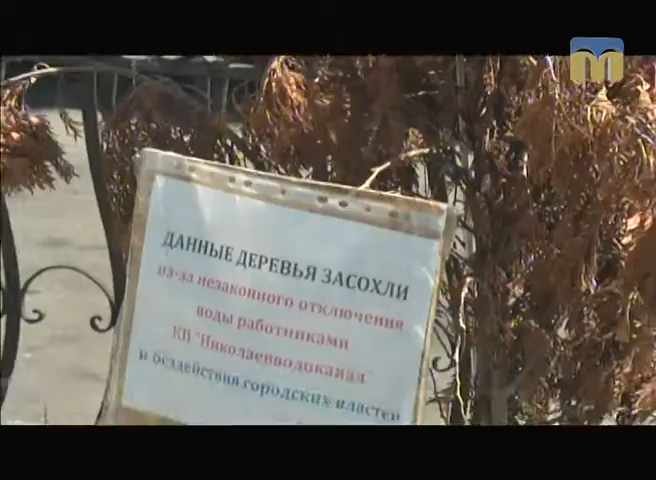 ДАННЫЕ ДЕРЕВЬЯ ЗАСОХЛИ
из-за незаконного отключения
воды работниками
КП "Николаевводоканал
и бездействия городских властей